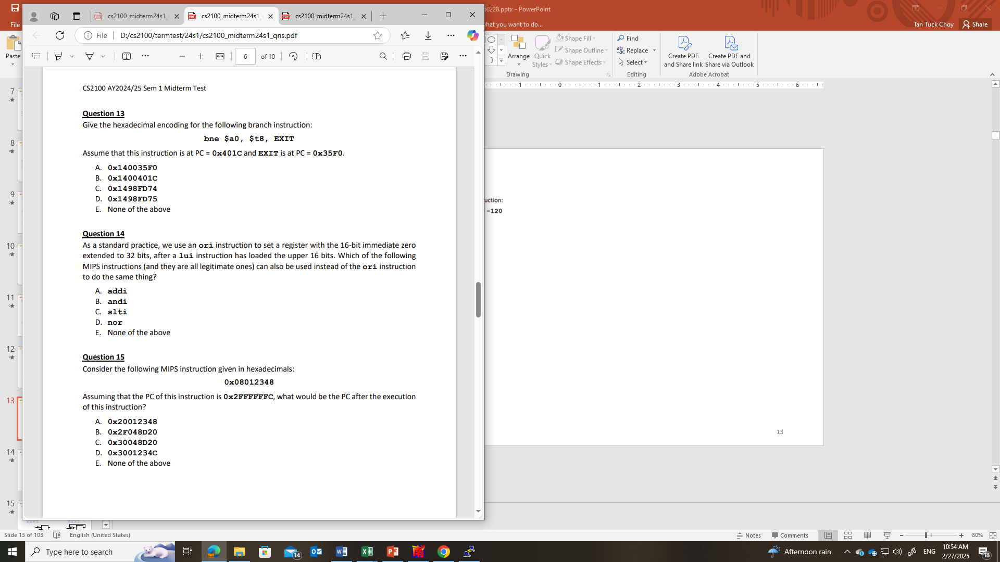 cs2100_midterm24s1_
cs2100_midterm24s1_
cs2100_midterm24s1_
60228.pptx - PowerPoint
File
what you want to do...
Tan Tuck Choy
Share
File
D:/cs2100/termtest/24s1/cs2100_midterm24s1_qns.pdf
Paste
6
of 10
Arrange
Quick
Styles
Shape Fill
Shape Outline
Shape Effects
Find
Replace
Select
Create PDF
and Share link
Create PDF and
Share via Outlook
Drawing
Editing
Adobe Acrobat
1
0
1
2
3
4
5
6
CS2100 AY2024/25 Sem 1 Midterm Test
Question 13
Give the hexadecimal encoding for the following branch instruction:
bne $a0, $t8, EXIT
Assume that this instruction is at PC = 0x401C and EXIT is at PC = 0x35F0.
A. 0x140035F0
B. 0x1400401C
C. 0x1498FD74
D. 0x1498FD75
E. None of the above
Question 14
As a standard practice, we use an ori instruction to set a register with the 16-bit immediate zero
extended to 32 bits, after a lui instruction has loaded the upper 16 bits. Which of the following
MIPS instructions (and they are all legitimate ones) can also be used instead of the ori instruction
to do the same thing?
A. addi
B. andi
C. slti
D. nor
E. None of the above
Question 15
Consider the following MIPS instruction given in hexadecimals:
0x08012348
Assuming that the PC of this instruction is 0x2FFFFFFC, what would be the PC after the execution
of this instruction?
A. 0x20012348
B. 0x2F048D20
C. 0x30048D20
D. 0x3001234C
E. None of the above
7
8
9
10
11
12
13
14
15
uction:
-120
13
Slide 13 of 103
English (United States)
Notes
Comments
80%
Type here to search
14
Afternoon rain
ENG
10:54 AM
2/27/2025
18